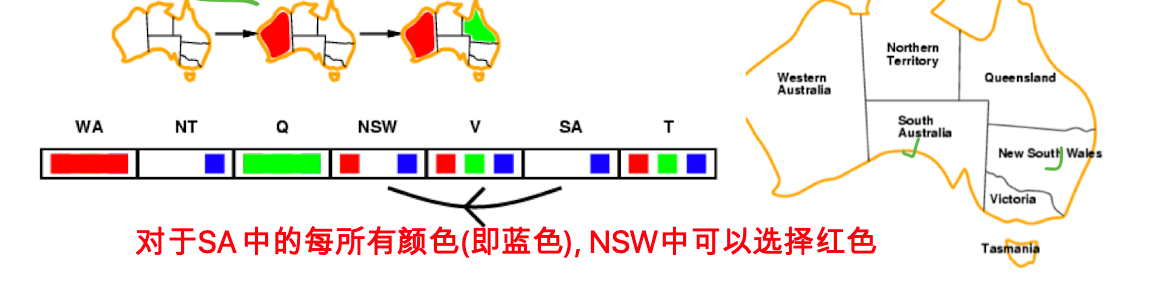 WA NT Q NSW V SA T
对于SA中的每所有颜色(即蓝色), NSW中可以选择红色
Northern
Territory
Western
Australia
Queensland
South
Australia
New South Wales
Victoria
Tasmania